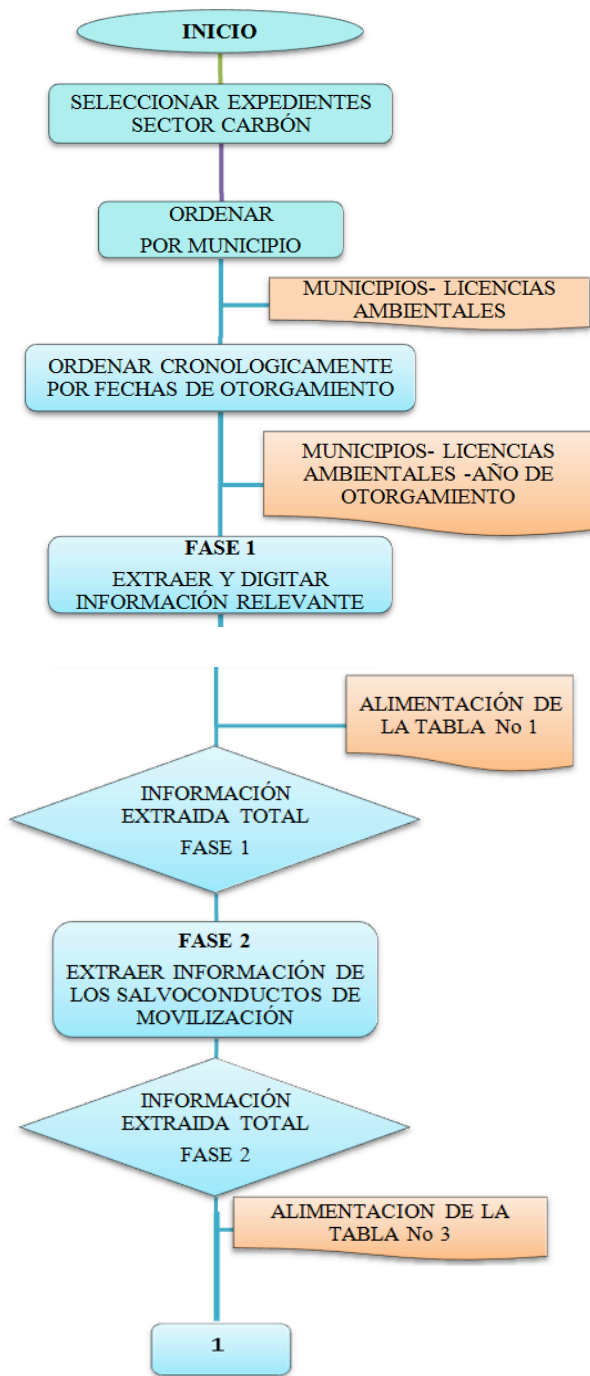 INICIO
SELECCIONAR EXPEDIENTES
SECTOR CARBÓN
ORDENAR
POR MUNICIPIO
MUNICIPIOS- LICENCIAS
AMBIENTALES
ORDENAR CRONOLOGICAMENTE
POR FECHAS DE OTORGAMIENTO
MUNICIPIOS- LICENCIAS
AMBIENTALES -AÑO DE
OTORGAMIENTO
FASE 1
EXTRAER Y DIGITAR
INFORMACIÓN RELEVANTE
ALIMENTACIÓN DE
LA TABLA No 1
INFORMACIÓN
EXTRAIDA TOTAL
FASE 1
FASE 2
EXTRAER INFORMACIÓN DE
LOS SALVOCONDUCTOS DE
MOVILIZACIÓN
INFORMACIÓN
EXTRAIDA TOTAL
FASE 2
ALIMENTACION DE LA
TABLA No 3
1